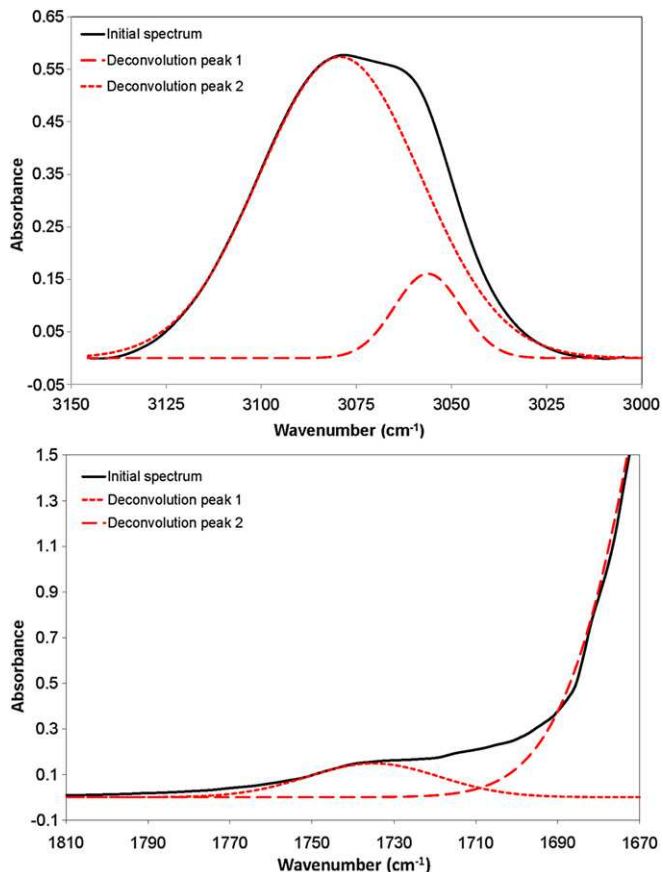 0.65
Initial spectrum
Deconvolution peak 1
0.55
Deconvolution peak 2
0.45
Absorbance
0.35
0.25
0.15
0.05
-0.05
3150 3125 3100 3075 3050 3025 3000
Wavenumber (cm-1)
1.5
Initial spectrum
Deconvolution peak 1
1.3
Deconvolution peak 2
1.1
0.9
Absorbance
0.7
0.5
0.3
0.1
-0.1
1810 1790 1770 1750 1730 1710 1690 1670
Wavenumber (cm-1)